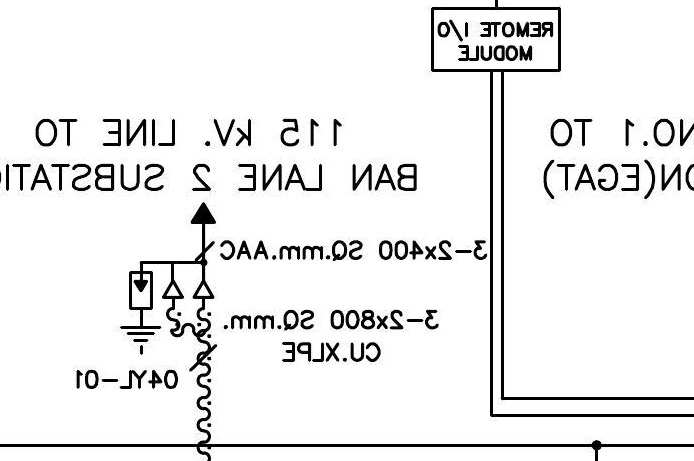 REMOTE I/O
MODULE
NO.1 TO
ON(EGAT)
115 kV. LINE TO
BAN LANE 2 SUBSTATI
3-2x400 SQ.mm.AAC
3-2x800 SQ.mm.
CU.XLPE
04YL-01